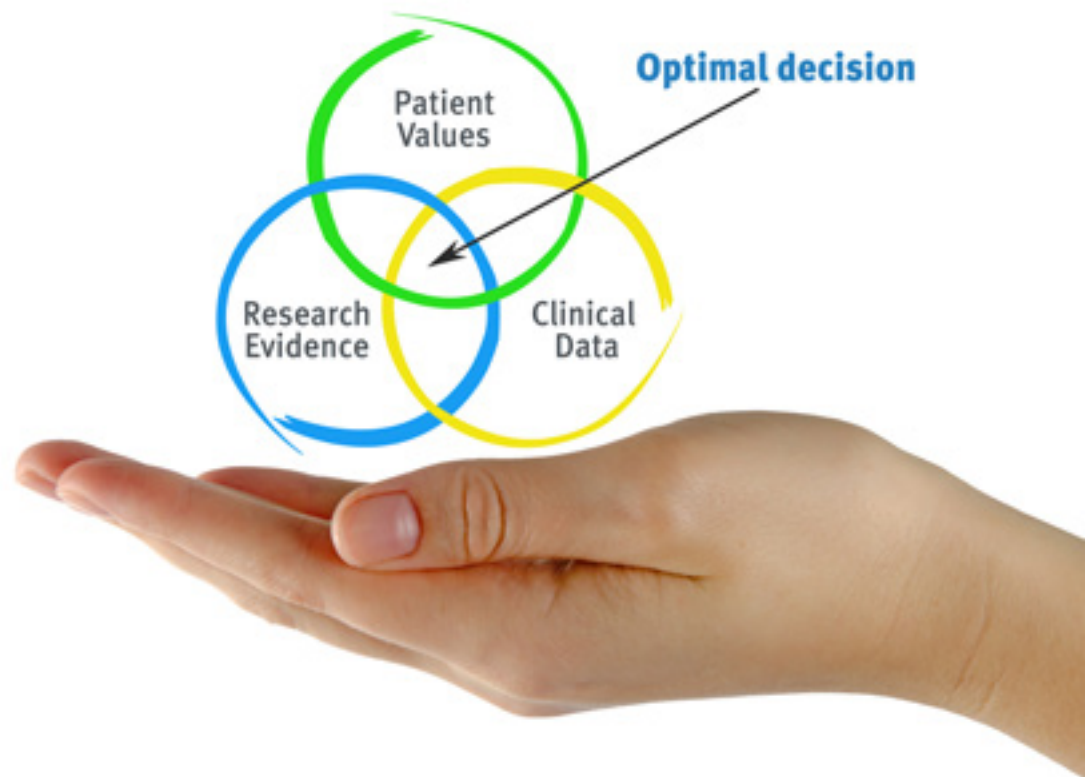 Optimal decision
Patient
Values
Research
Evidence
Clinical
Data